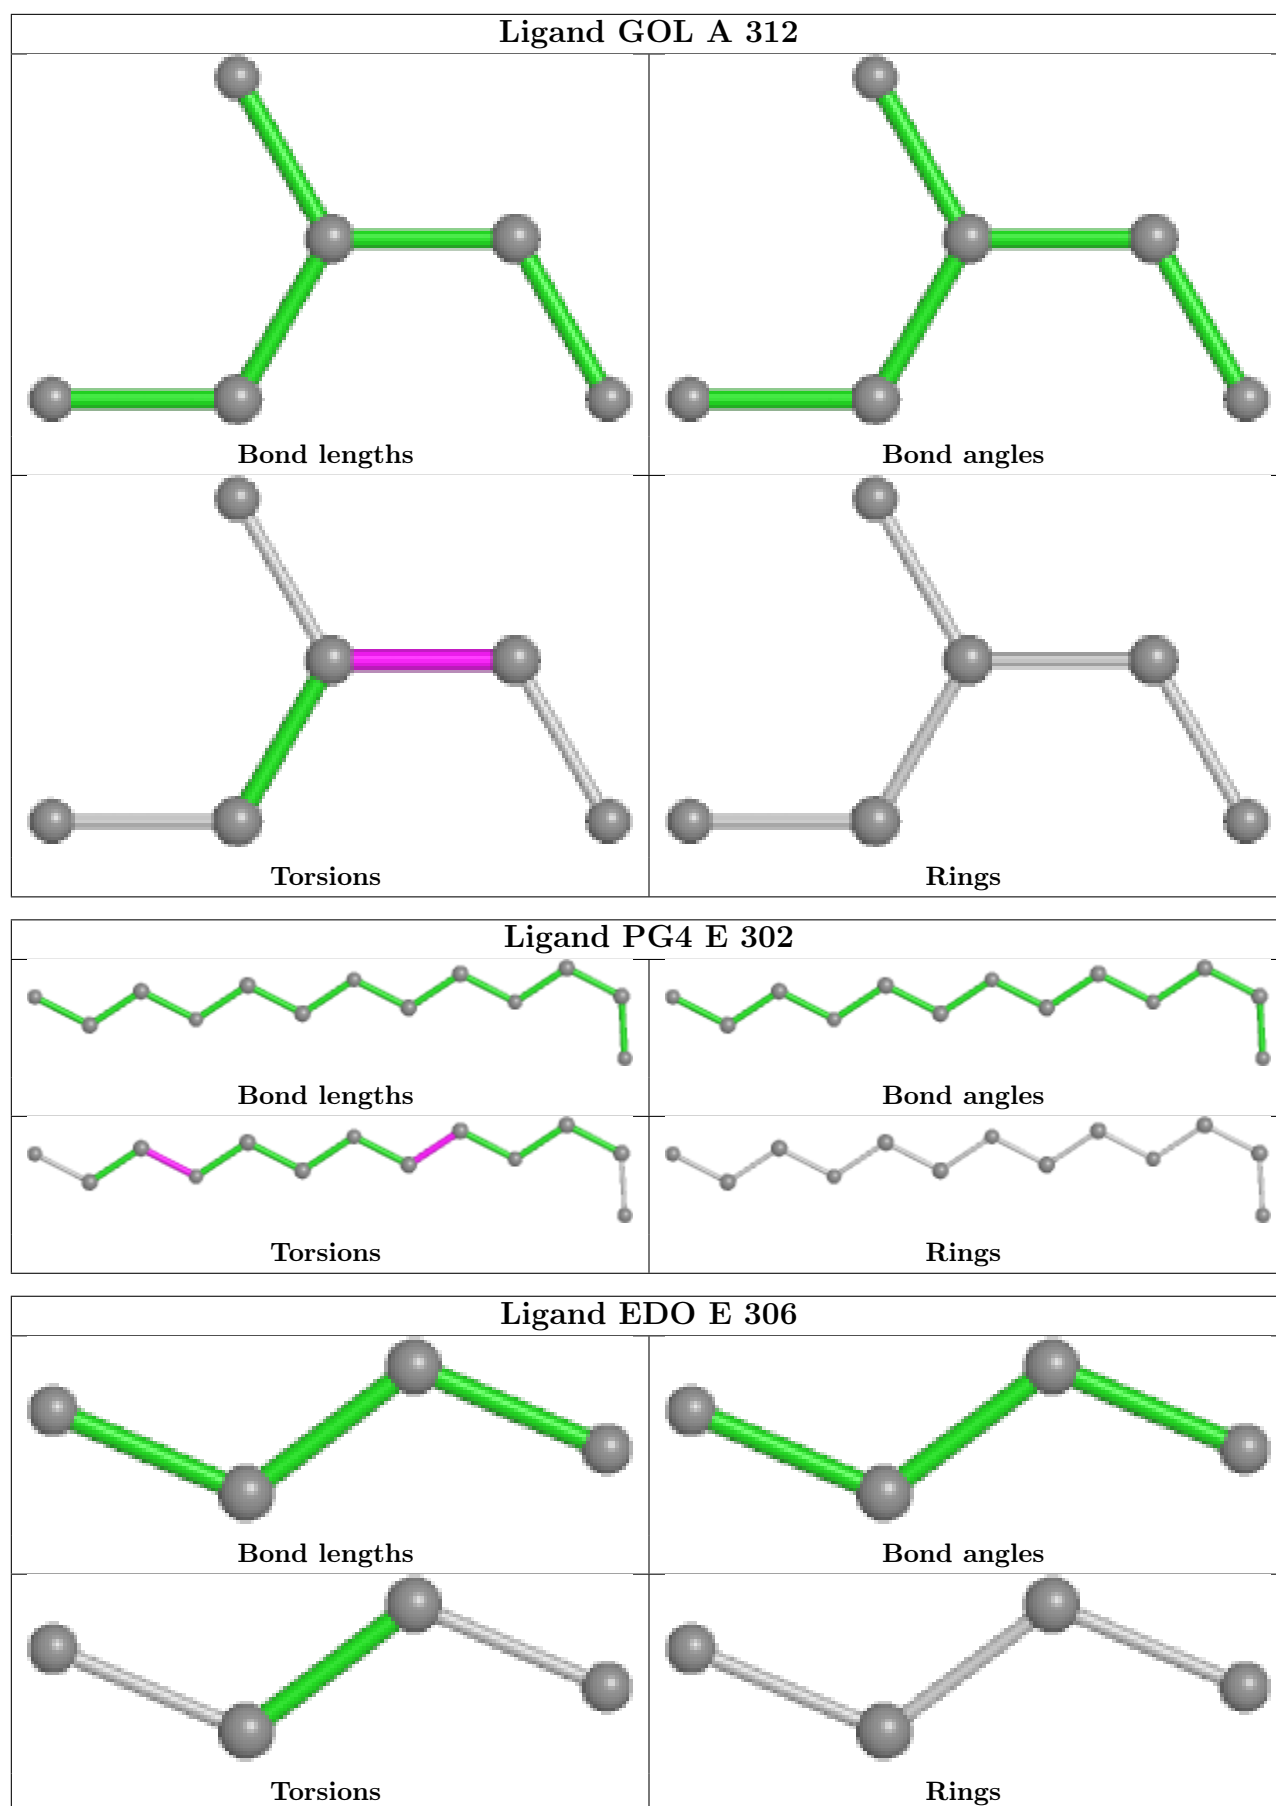 Ligand GOL A 312
Bond lengths
Bond angles
Torsions
Rings
Ligand PG4 E 302
Bond lengths
Bond angles
Torsions
Rings
Ligand EDO E 306
Bond lengths
Bond angles
Torsions
Rings